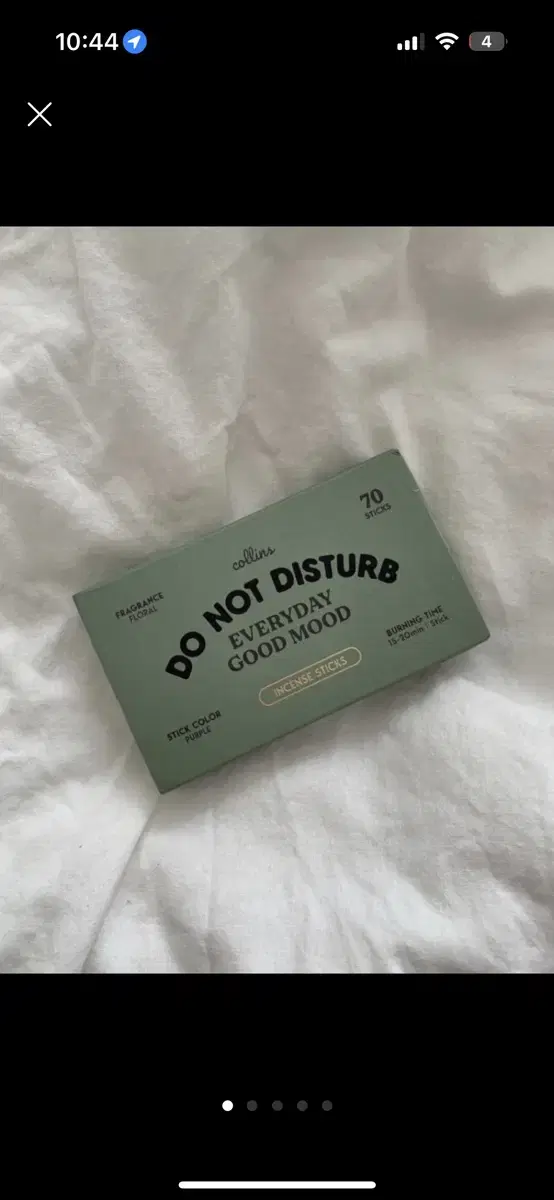 10:44
4
70
STICKS
collins
FRAGRANCE
FLORAL
DO NOT DISTURB
EVERYDAY
GOOD MOOD
BURNING TIME
15-20min | Stick
INCENSE STICKS
STICK COLOR
PURPLE